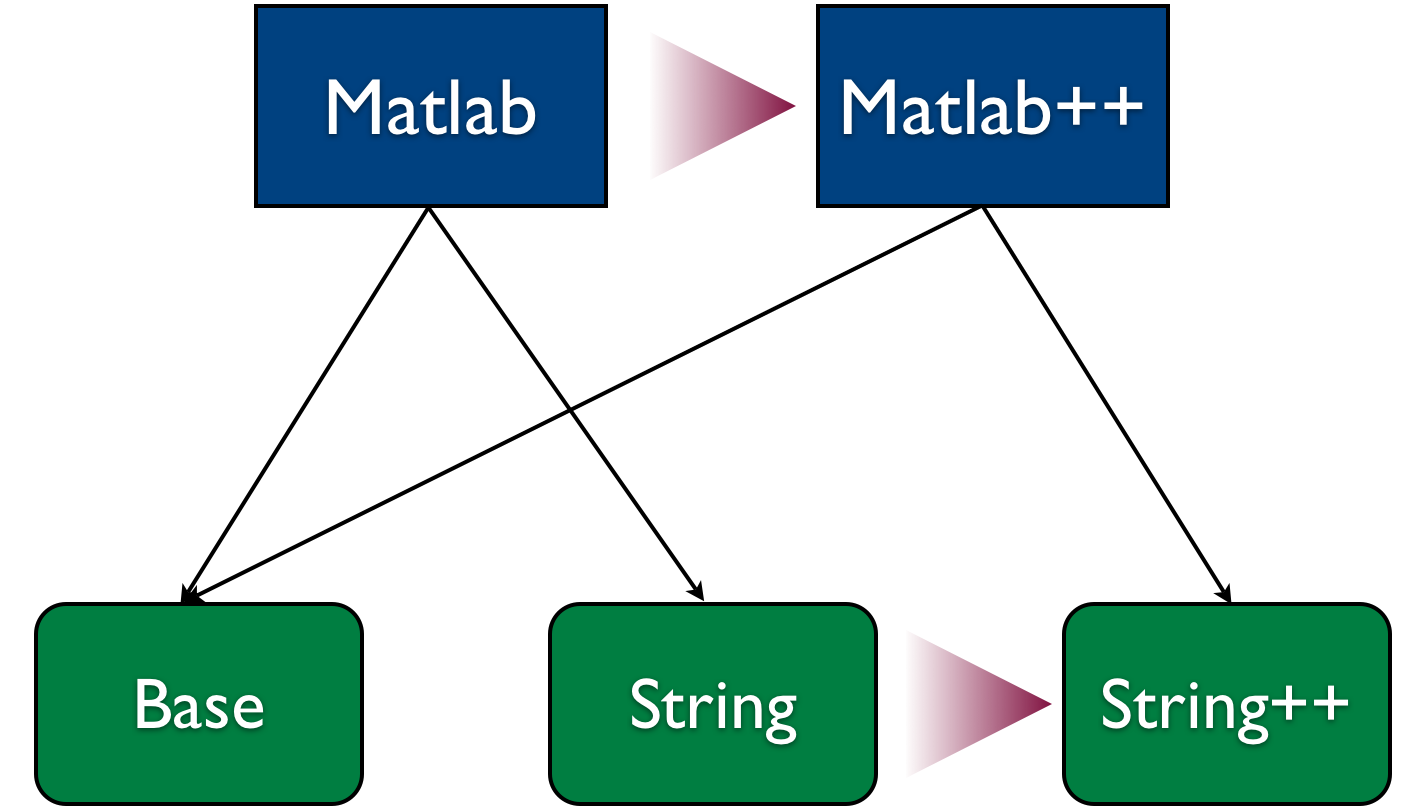 Matlab
Matlab++
Base
String
String++